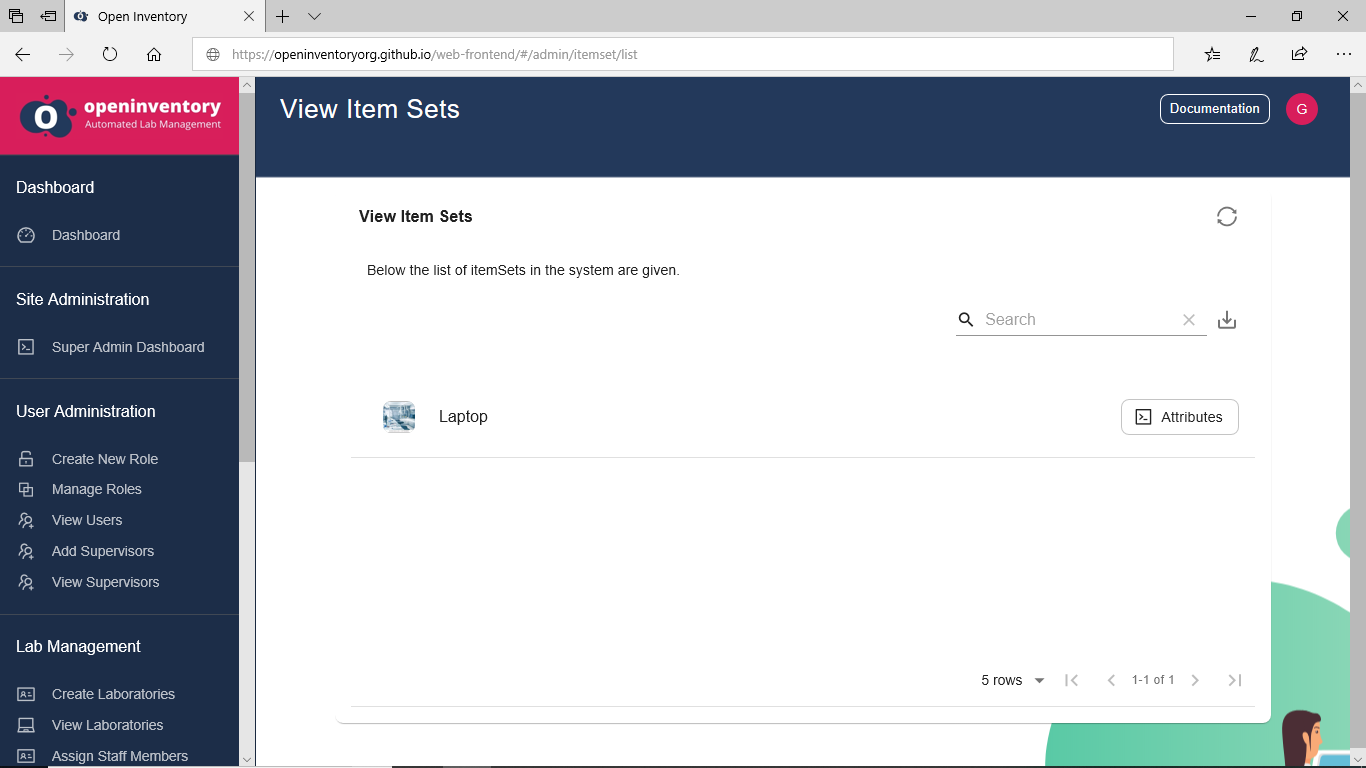 Open Inventory
https://openinventoryorg.github.io/web-frontend/#/admin/itemset/list
openinventory
Automated Lab Management
View Item Sets
Documentation
G
Dashboard
Dashboard
Site Administration
Super Admin Dashboard
User Administration
Create New Role
Manage Roles
View Users
Add Supervisors
View Supervisors
Lab Management
Create Laboratories
View Laboratories
Assign Staff Members
View Item Sets
Below the list of itemSets in the system are given.
Search
Laptop
Attributes
5 rows
1-1 of 1